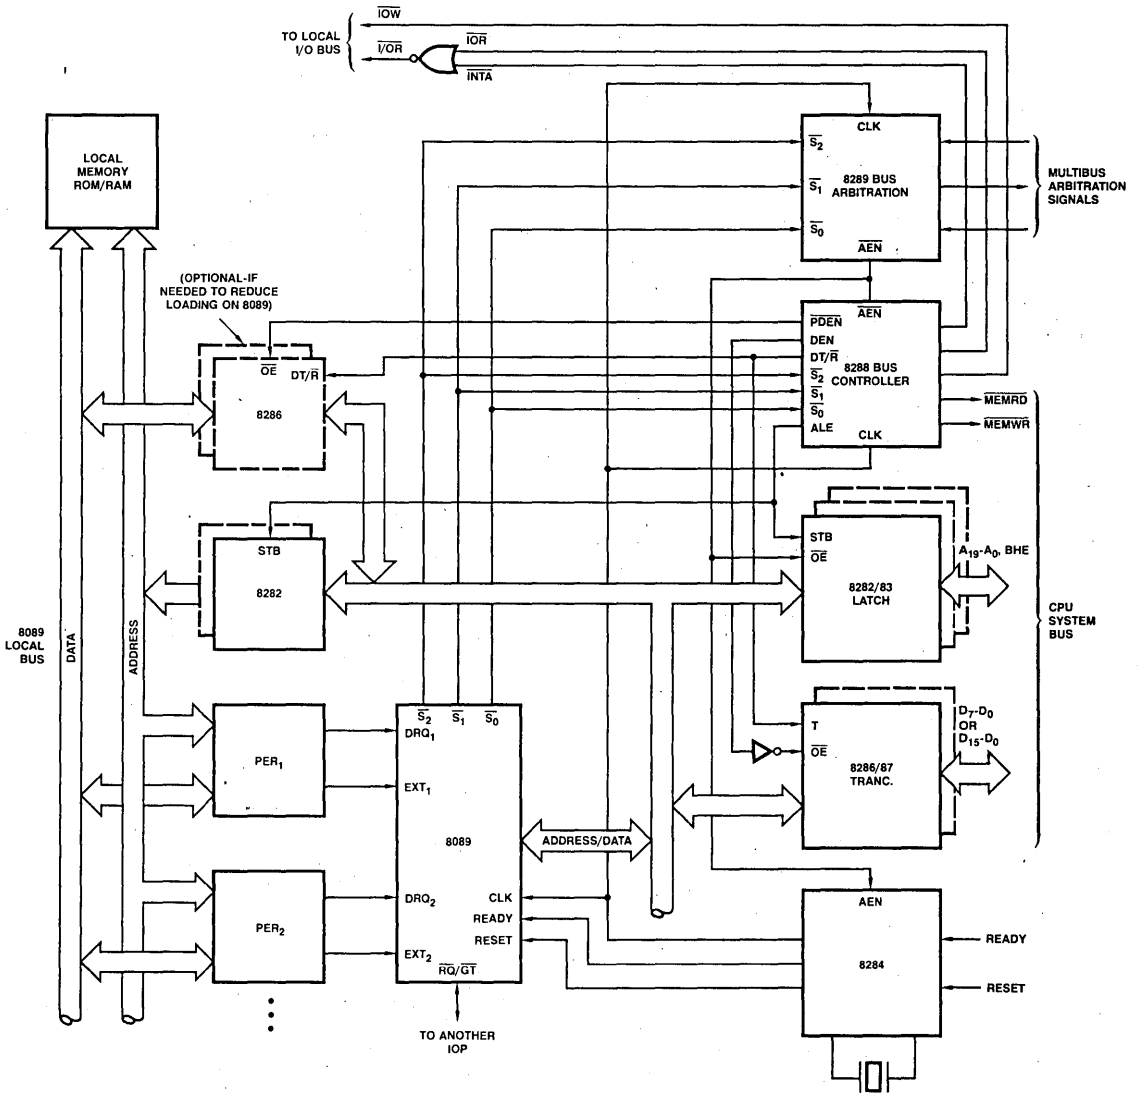 IOW
TO LOCAL
I/O BUS
IOR
I/OR
INTA
CLK
S2
S1
S0
8289 BUS
ARBITRATION
AEN
MULTIBUS
ARBITRATION
SIGNALS
LOCAL
MEMORY
ROM/RAM
(OPTIONAL-IF
NEEDED TO REDUCE
LOADING ON 8089)
OE
DT/R
8286
AEN
PDEN
DEN
DT/R
S2
S1
S0
ALE
8288 BUS
CONTROLLER
CLK
MEMRD
MEMWR
STB
8282
STB
OE
8282/83
LATCH
A19-A0, BHE
CPU
SYSTEM
BUS
8089
LOCAL
BUS
DATA
ADDRESS
T
OE
8286/87
TRANC.
D7-D0
OR
D15-D0
PER1
PER2
S2 S1 S0
DRQ1
EXT1
8089
DRQ2
EXT2
CLK
READY
RESET
RQ/GT
ADDRESS/DATA
TO ANOTHER
IOP
AEN
8284
READY
RESET